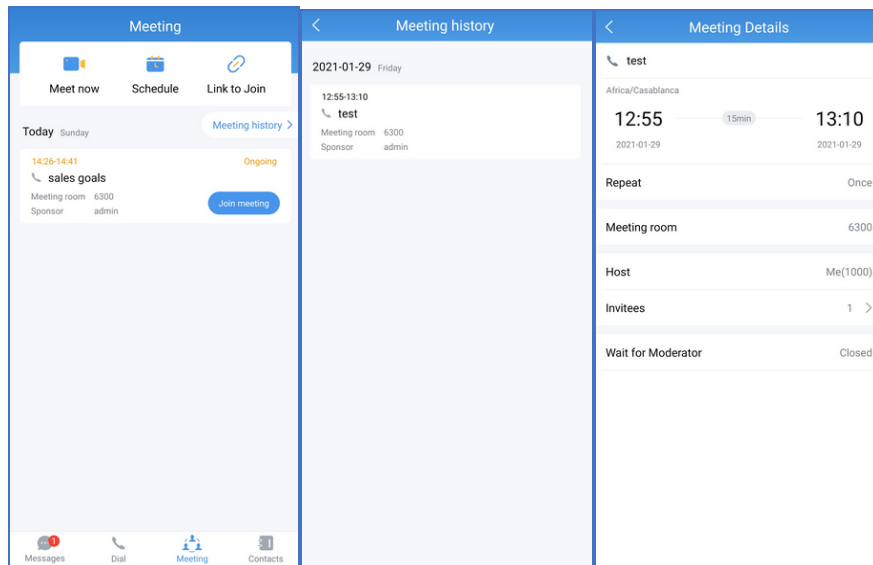 Meeting
Meet now Schedule Link to Join
Today Sunday Meeting history >
14:26-14:41 Ongoing
sales goals
Meeting room 6300
Sponsor admin
Join meeting
1
Messages Dial Meeting Contacts
Meeting history
2021-01-29 Friday
12:55-13:10
test
Meeting room 6300
Sponsor admin
Meeting Details
test
Africa/Casablanca
12:55 15min 13:10
2021-01-29 2021-01-29
Repeat Once
Meeting room 6300
Host Me(1000)
Invitees 1 >
Wait for Moderator Closed